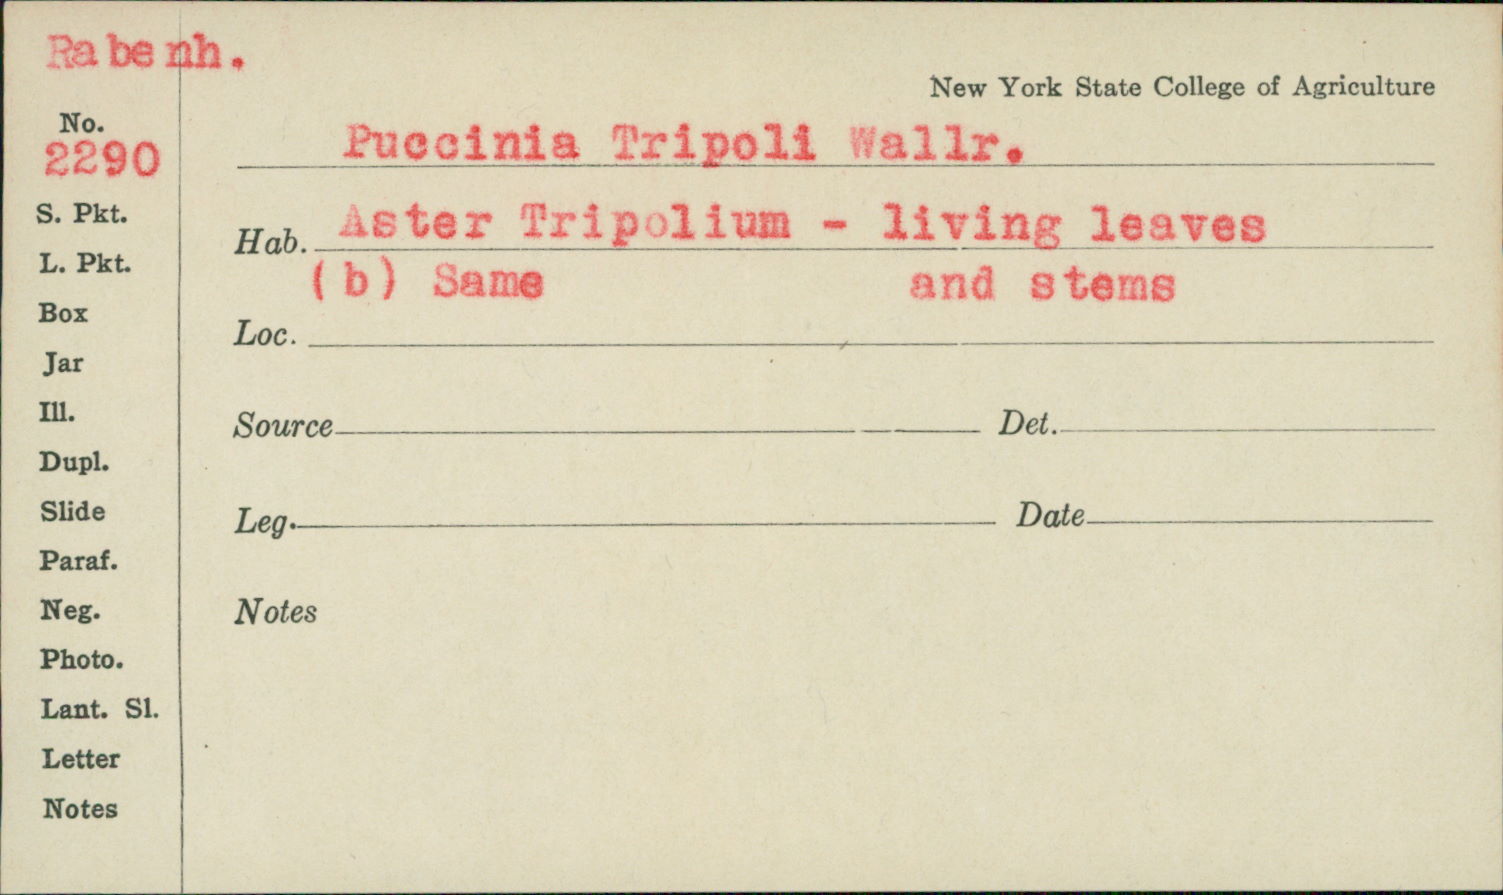 Rabenh.
New York State College of Agriculture
No.
2290
Puccinia Tripoli Wallr.
S. Pkt.
Hab. Aster Tripolium - living leaves
L. Pkt.
(b) Same and stems
Box
Loc.
Jar
Ill.
Source Det.
Dupl.
Slide
Leg. Date
Paraf.
Neg.
Notes
Photo.
Lant. Sl.
Letter
Notes